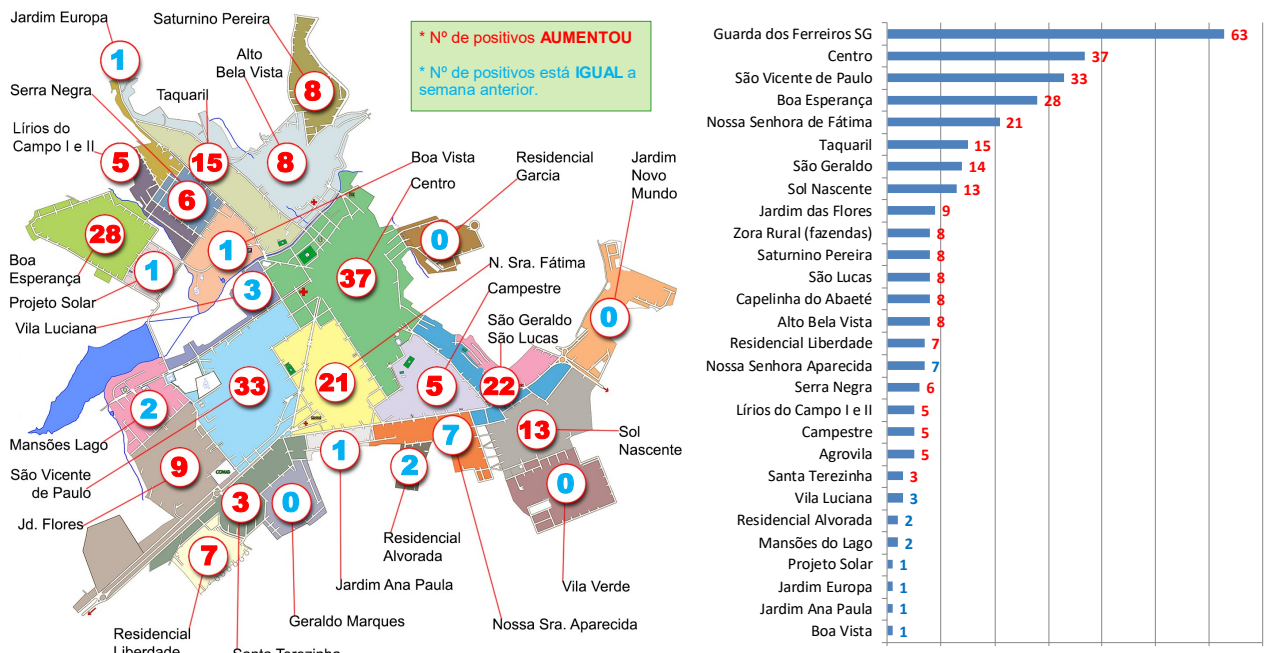 Jardim Europa
Saturnino Pereira
* Nº de positivos AUMENTOU
* Nº de positivos está IGUAL a
semana anterior.
1
Alto
Bela Vista
Serra Negra
Taquaril
8
Lírios do
Campo I e II
5
15
8
Boa Vista
Residencial
Garcia
Jardim
Novo
Mundo
Centro
6
28
1
0
Boa
Esperança
1
3
37
N. Sra. Fátima
Projeto Solar
Campestre
Vila Luciana
São Geraldo
São Lucas
0
33
21
5
22
2
Mansões Lago
7
13
Sol
Nascente
São Vicente
de Paulo
9
1
2
0
Jd. Flores
3
0
7
Residencial
Alvorada
Jardim Ana Paula
Vila Verde
Geraldo Marques
Nossa Sra. Aparecida
Residencial
Liberdade
Santa Terezinha
Guarda dos Ferreiros SG 63
Centro 37
São Vicente de Paulo 33
Boa Esperança 28
Nossa Senhora de Fátima 21
Taquaril 15
São Geraldo 14
Sol Nascente 13
Jardim das Flores 9
Zora Rural (fazendas) 8
Saturnino Pereira 8
São Lucas 8
Capelinha do Abaeté 8
Alto Bela Vista 8
Residencial Liberdade 7
Nossa Senhora Aparecida 7
Serra Negra 6
Lírios do Campo I e II 5
Campestre 5
Agrovila 5
Santa Terezinha 3
Vila Luciana 3
Residencial Alvorada 2
Mansões do Lago 2
Projeto Solar 1
Jardim Europa 1
Jardim Ana Paula 1
Boa Vista 1